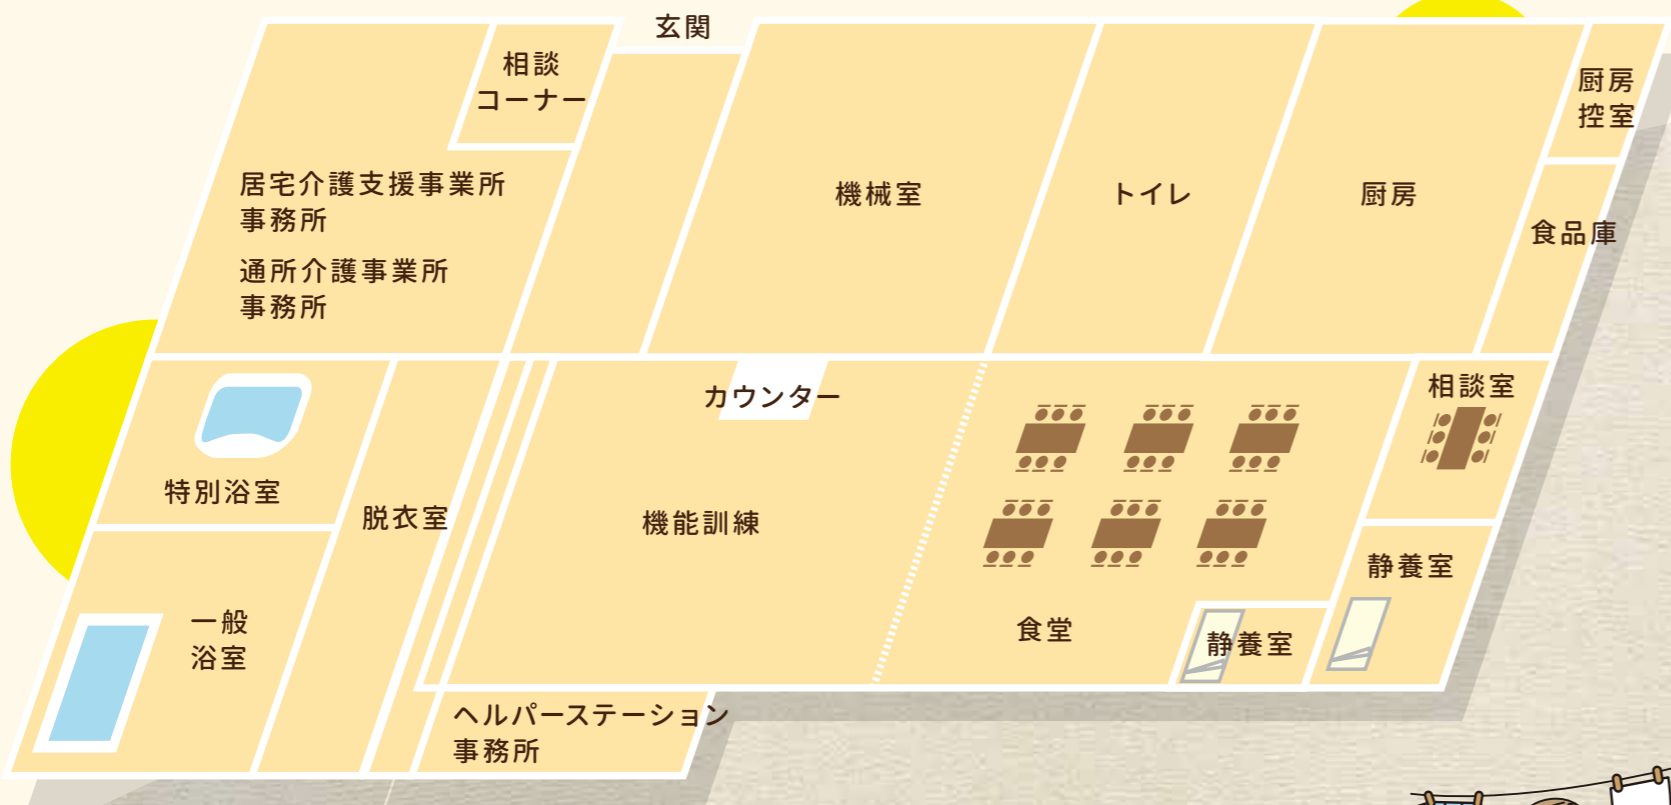 玄関
相談
コーナー
居宅介護支援事業所
事務所
通所介護事業所
事務所
機械室
トイレ
厨房
厨房
控室
食品庫
特別浴室
脱衣室
一般
浴室
カウンター
機能訓練
食堂
相談室
静養室
静養室
ヘルパーステーション
事務所